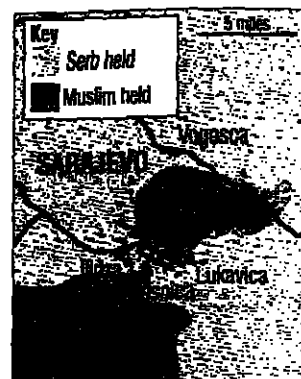 Key
5 miles
Serb held
Muslim held
Vogosca
SARAJEVO
Lukavica